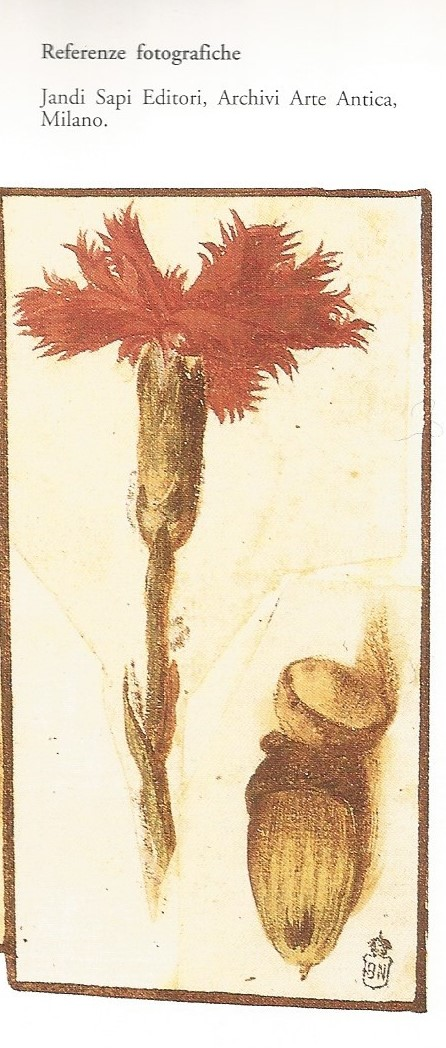 Referenze fotografiche
Jandi Sapi Editori, Archivi Arte Antica,
Milano.